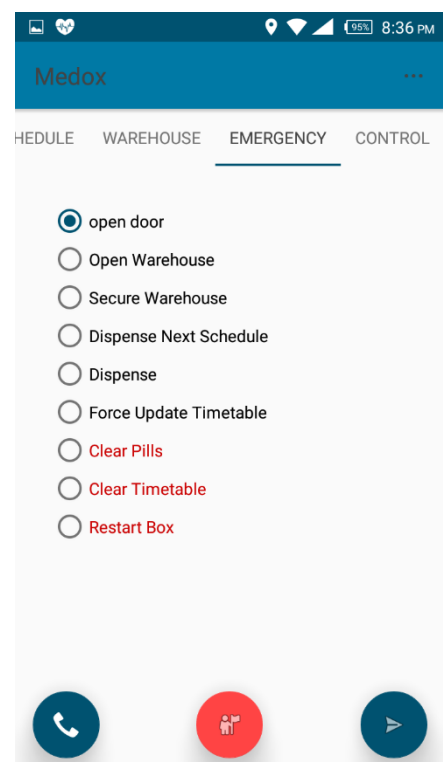 95% 8:36 PM
Medox
HEDULE WAREHOUSE EMERGENCY CONTROL
open door
Open Warehouse
Secure Warehouse
Dispense Next Schedule
Dispense
Force Update Timetable
Clear Pills
Clear Timetable
Restart Box